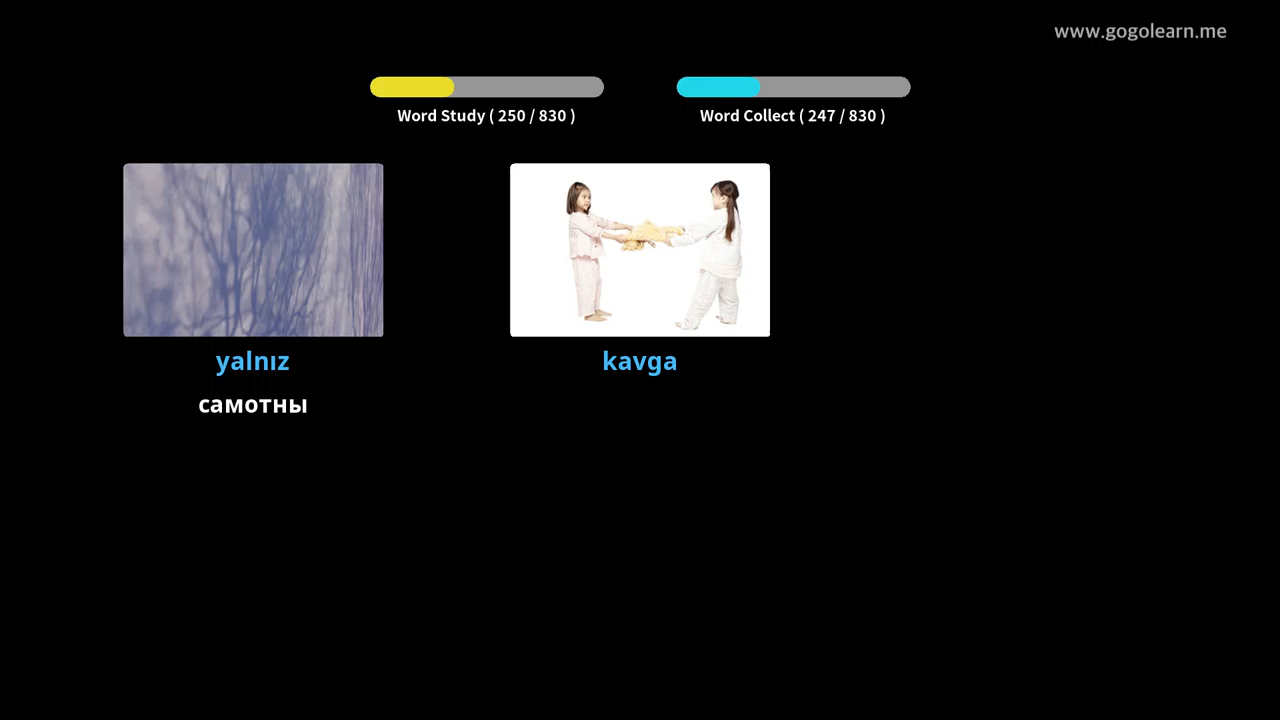 www.gogolearn.me
Word Study ( 250 / 830 )
Word Collect ( 247 / 830 )
yalnız
самотны
kavga